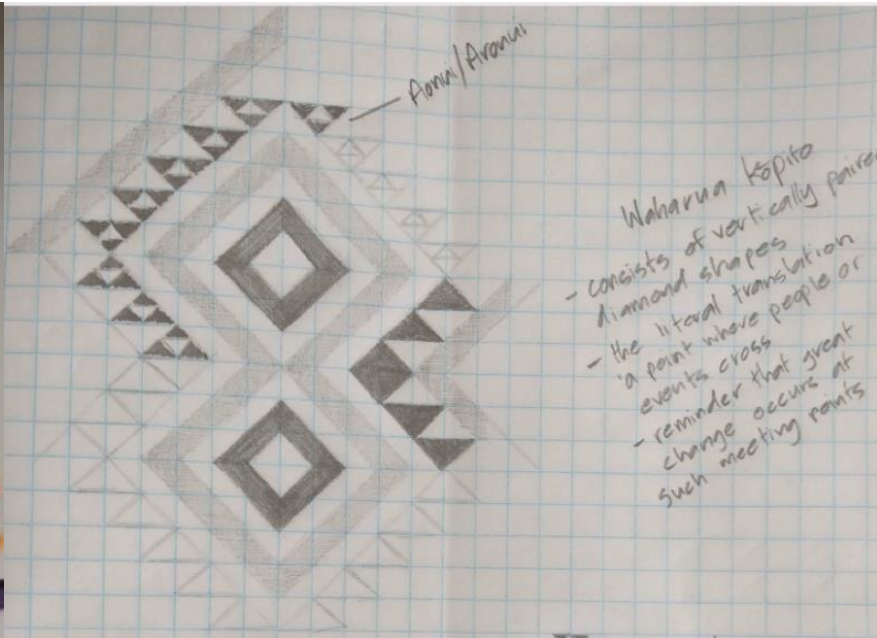 Aonui/Aronui
Waharua Kōpito
- consists of vertically paired
diamond shapes
- the literal translation
'a point where people or
events cross
- reminder that great
change occurs at
such meeting points